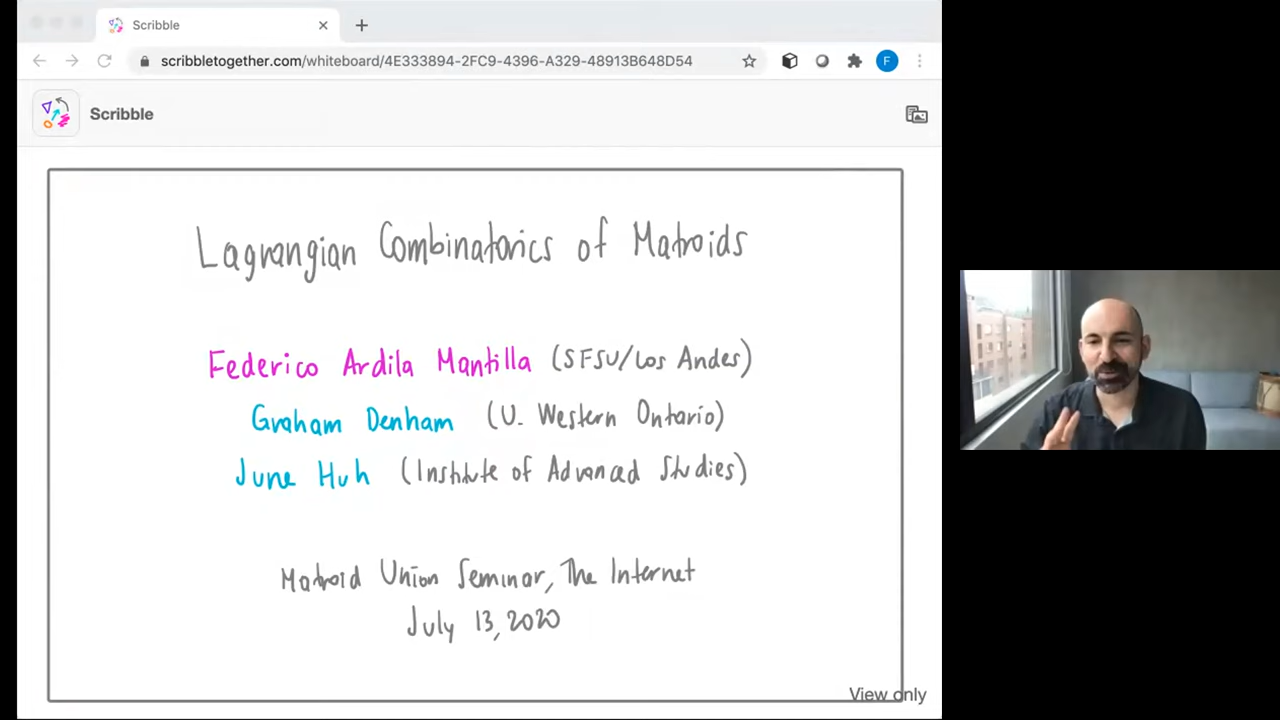 Scribble
scribbletogether.com/whiteboard/4E333894-2FC9-4396-A329-48913B648D54
F
Scribble
Lagrangian Combinatorics of Matroids
Federico Ardila Mantilla (SFSU/Los Andes)
Graham Denham (U. Western Ontario)
June Huh (Institute of Advanced Studies)
Matroid Union Seminar, The Internet
July 13, 2020
View only